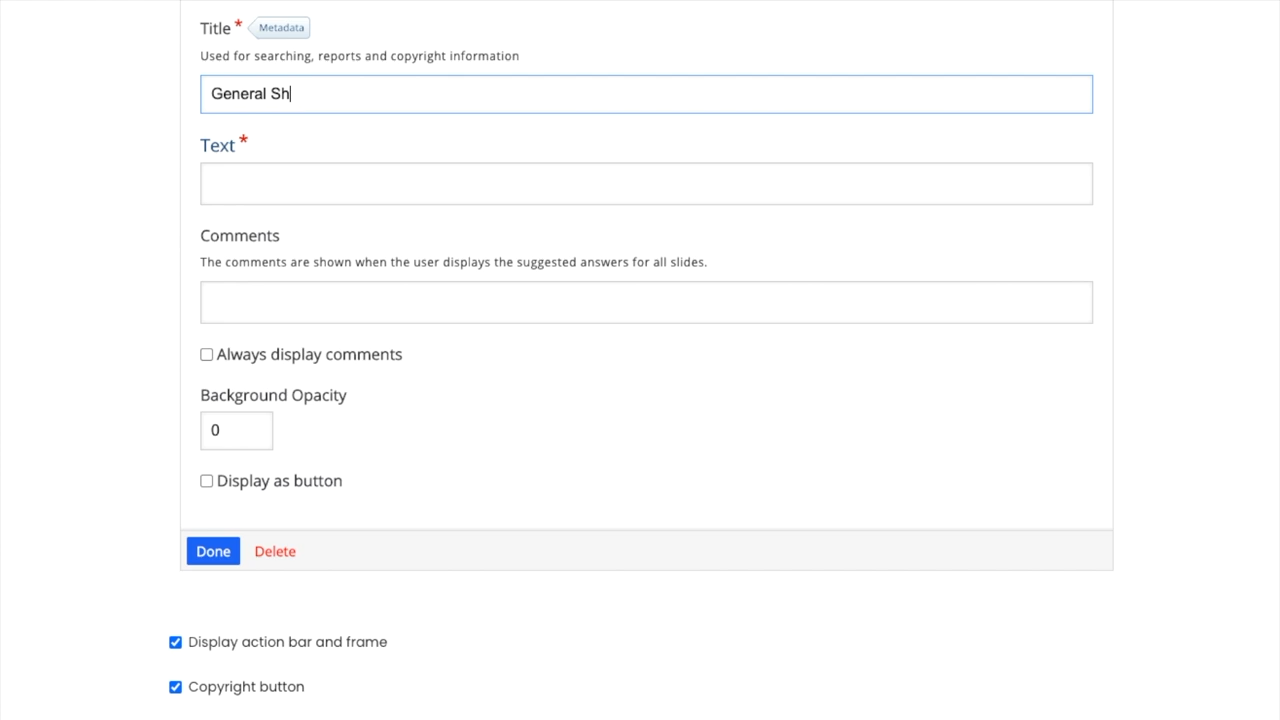 Title * Metadata
Used for searching, reports and copyright information
General Sh
Text *
Comments
The comments are shown when the user displays the suggested answers for all slides.
Always display comments
Background Opacity
0
Display as button
Done Delete
Display action bar and frame
Copyright button